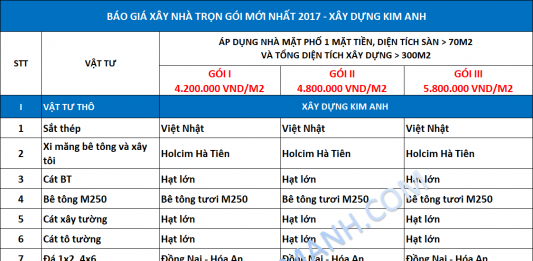 BÁO GIÁ XÂY NHÀ TRỌN GÓI MỚI NHẤT 2017 - XÂY DỰNG KIM ANH
STT VẬT TƯ ÁP DỤNG NHÀ MẶT PHỐ 1 MẶT TIỀN, DIỆN TÍCH SÀN > 70M2
VÀ TỔNG DIỆN TÍCH XÂY DỰNG > 300M2
GÓI I GÓI II GÓI III
4.200.000 VND/M2 4.800.000 VND/M2 5.800.000 VND/M2
I VẬT TƯ THÔ XÂY DỰNG KIM ANH
1 Sắt thép Việt Nhật Việt Nhật Việt Nhật
2 Xi măng bê tông và xây tôi Holcim Hà Tiên Holcim Hà Tiên Holcim Hà Tiên
3 Cát BT Hạt lớn Hạt lớn Hạt lớn
4 Bê tông M250 Bê tông tươi M250 Bê tông tươi M250 Bê tông tươi M250
5 Cát xây tường Hạt lớn Hạt lớn Hạt lớn
6 Cát tô tường Hạt lớn Hạt lớn Hạt lớn
7 Đá 1x2, 4x6 Đồng Nai - Hóa An Đồng Nai - Hóa An Đồng Nai - Hóa An